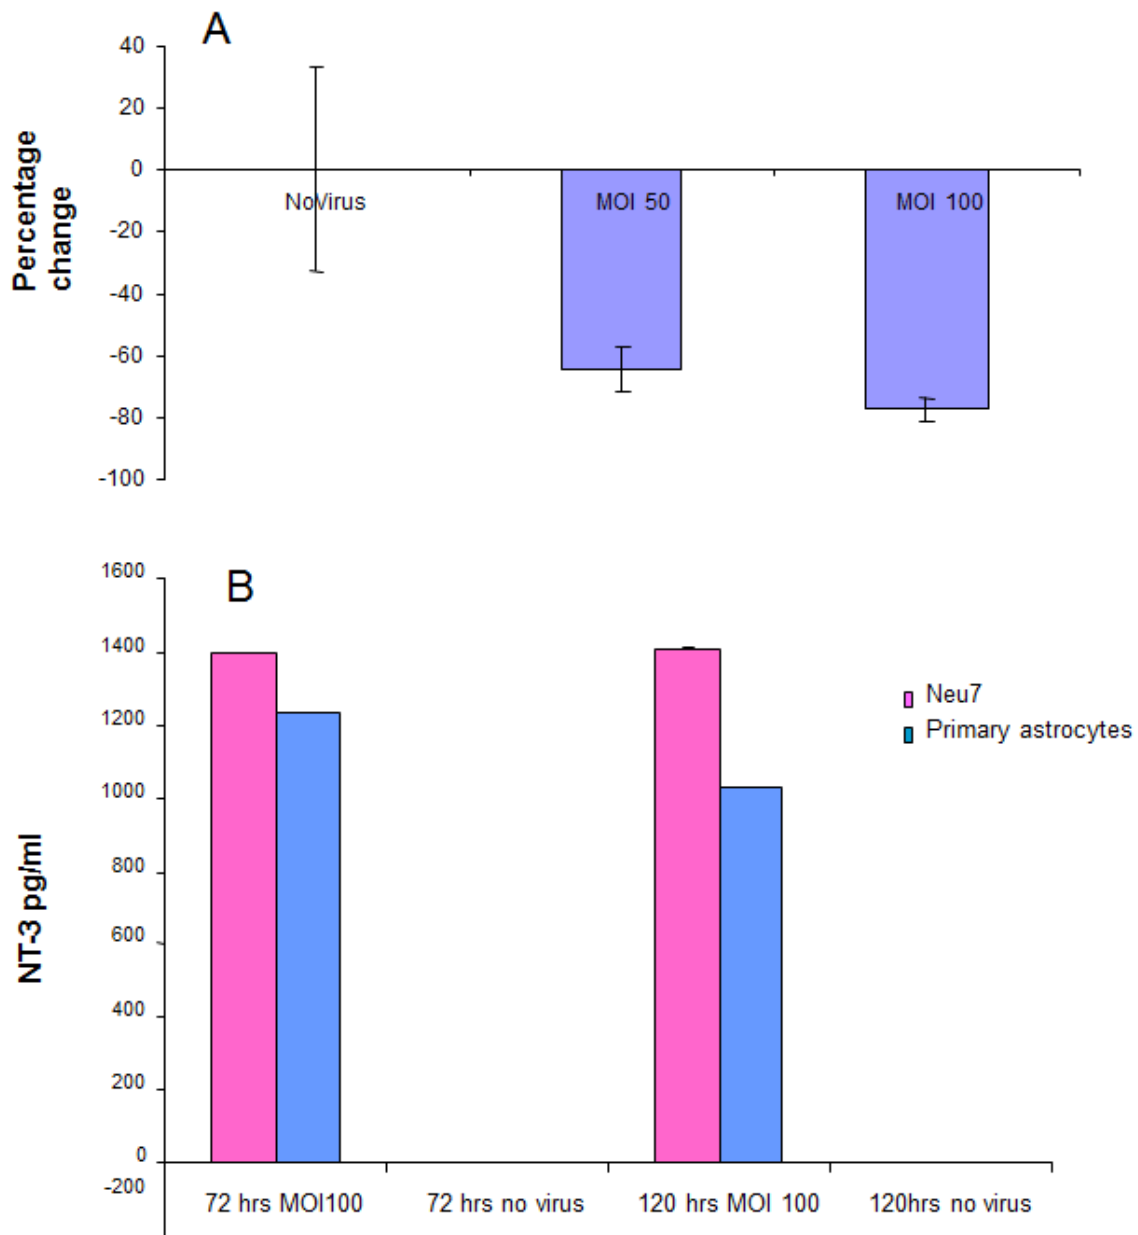 A
40
20
0
-20
-40
-60
-80
-100
Percentage
change
NoVirus
MOI 50
MOI 100
B
1600
1400
1200
1000
800
600
400
200
0
-200
NT-3 pg/ml
Neu7
Primary astrocytes
72 hrs MOI100
72 hrs no virus
120 hrs MOI 100
120hrs no virus